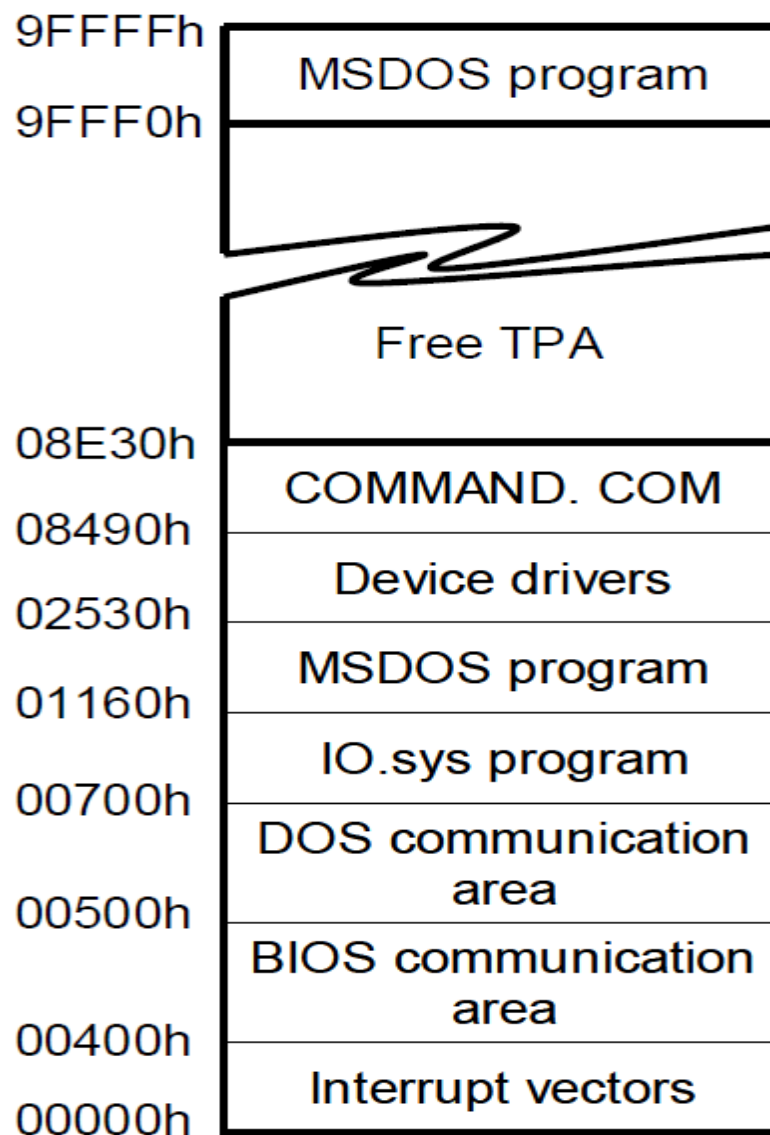 9FFFFh
MSDOS program
9FFF0h
Free TPA
08E30h
COMMAND. COM
08490h
Device drivers
02530h
MSDOS program
01160h
IO.sys program
00700h
DOS communication
area
00500h
BIOS communication
area
00400h
Interrupt vectors
00000h